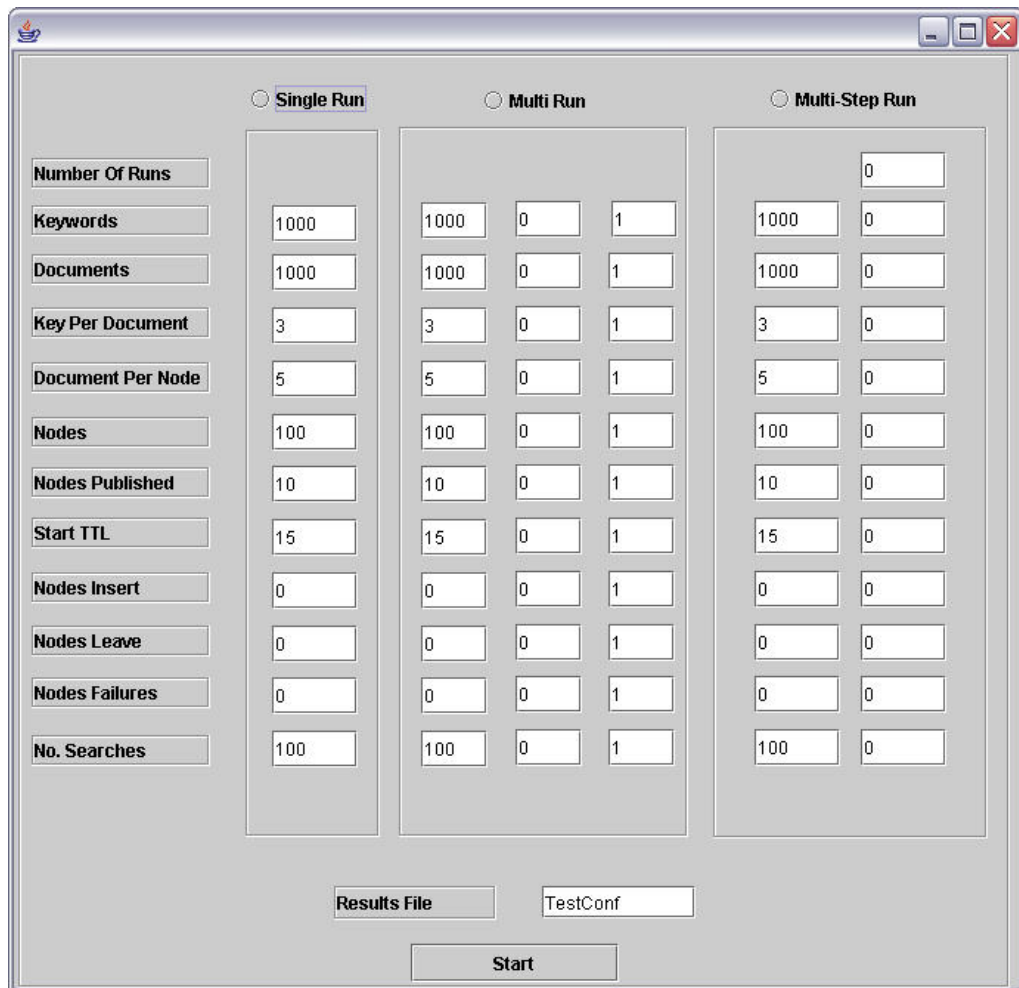 Single Run Multi Run Multi-Step Run
Number Of Runs 0
Keywords 1000 1000 0 1 1000 0
Documents 1000 1000 0 1 1000 0
Key Per Document 3 3 0 1 3 0
Document Per Node 5 5 0 1 5 0
Nodes 100 100 0 1 100 0
Nodes Published 10 10 0 1 10 0
Start TTL 15 15 0 1 15 0
Nodes Insert 0 0 0 1 0 0
Nodes Leave 0 0 0 1 0 0
Nodes Failures 0 0 0 1 0 0
No. Searches 100 100 0 1 100 0
Results File TestConf
Start